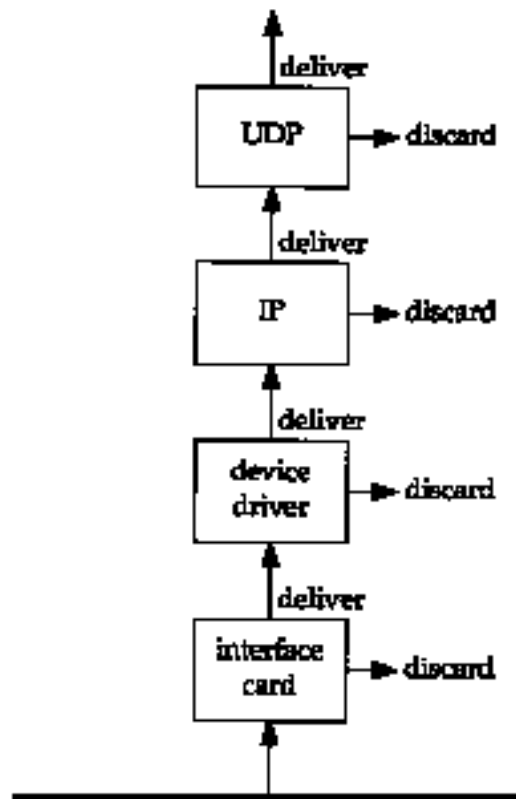 deliver
UDP
discard
deliver
IP
discard
deliver
device
driver
discard
deliver
interface
card
discard